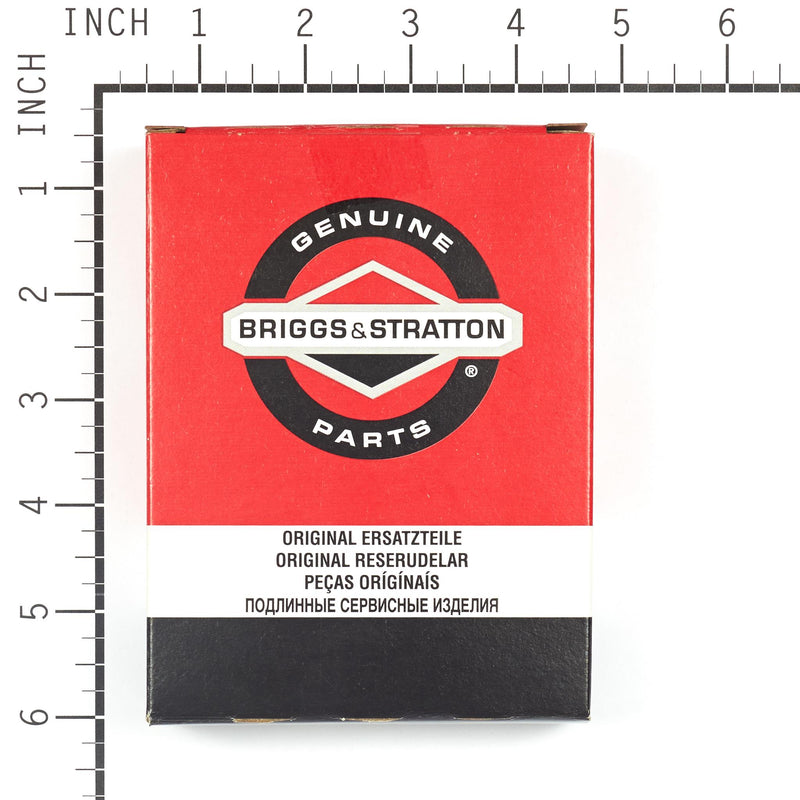 INCH 1 2 3 4 5 6
INCH
1
2
3
4
5
6
GENUINE
BRIGGS&STRATTON
®
PARTS
ORIGINAL ERSATZTEILE
ORIGINAL RESERUDELAR
PEÇAS ORÍGÍNAÍS
ПОДЛИННЫЕ СЕРВИСНЫЕ ИЗДЕЛИЯ